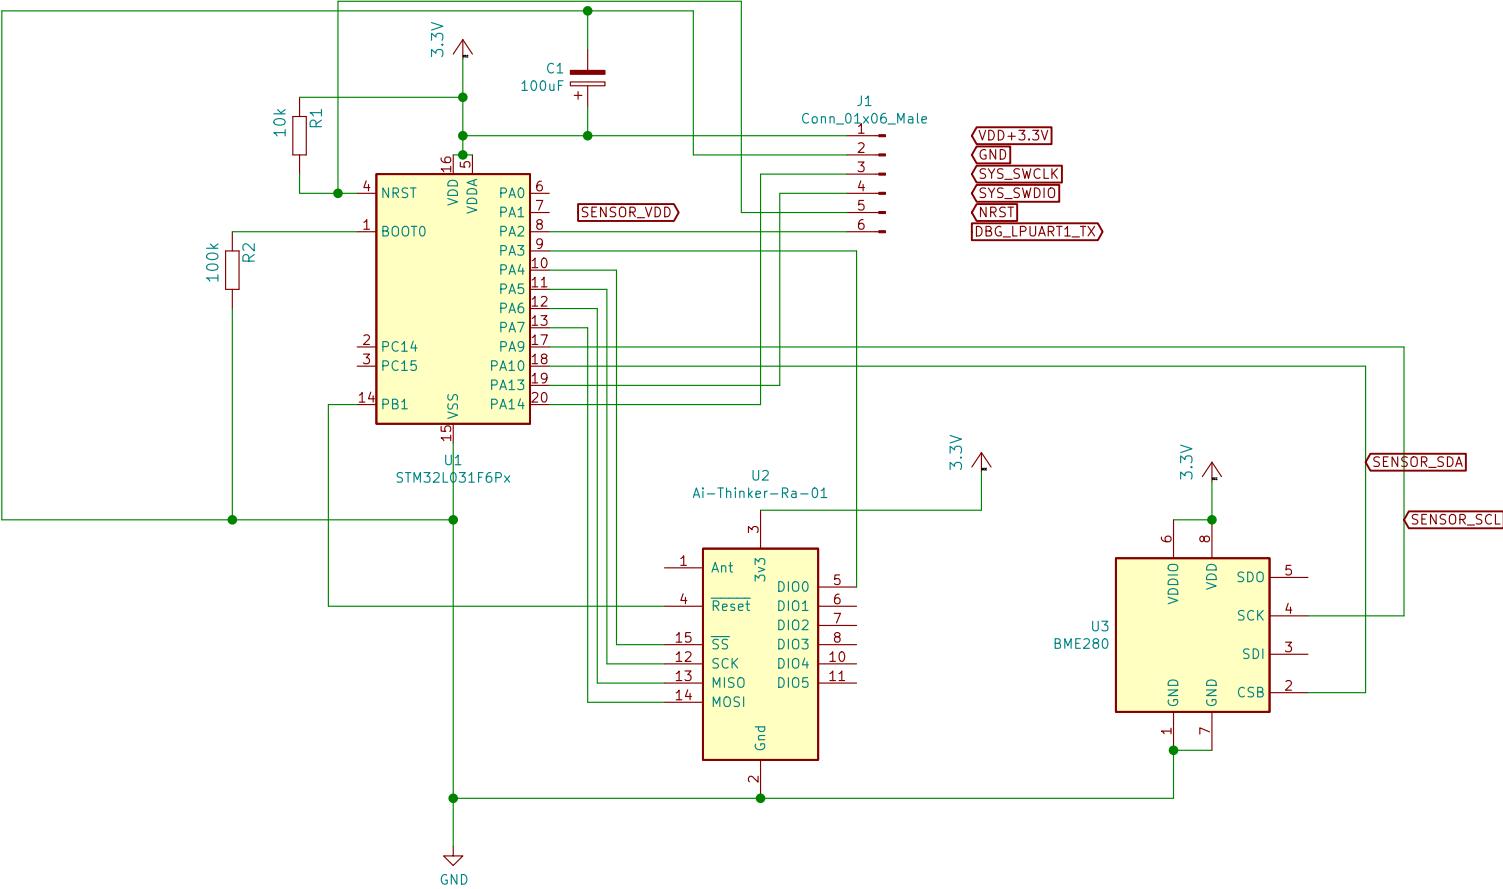 3.3V
C1
100uF
+
J1
Conn_01x06_Male
10k
R1
1
VDD+3.3V
2
GND
3
SYS_SWCLK
4
SYS_SWDIO
5
NRST
6
DBG_LPUART1_TX
16
5
VDD
VDDA
4
NRST
1
BOOT0
2
PC14
3
PC15
14
PB1
VSS
15
PA0
6
PA1
7
PA2
8
PA3
9
PA4
10
PA5
11
PA6
12
PA7
13
PA9
17
PA10
18
PA13
19
PA14
20
SENSOR_VDD
100k
R2
U1
STM32L031F6Px
U2
Ai-Thinker-Ra-01
3.3V
3
3v3
1
Ant
4
Reset
15
SS
12
SCK
13
MISO
14
MOSI
Gnd
2
DIO0
5
DIO1
6
DIO2
7
DIO3
8
DIO4
10
DIO5
11
3.3V
SENSOR_SDA
SENSOR_SCL
6
8
VDDIO
VDD
U3
BME280
SDO
5
SCK
4
SDI
3
CSB
2
GND
GND
1
7
GND